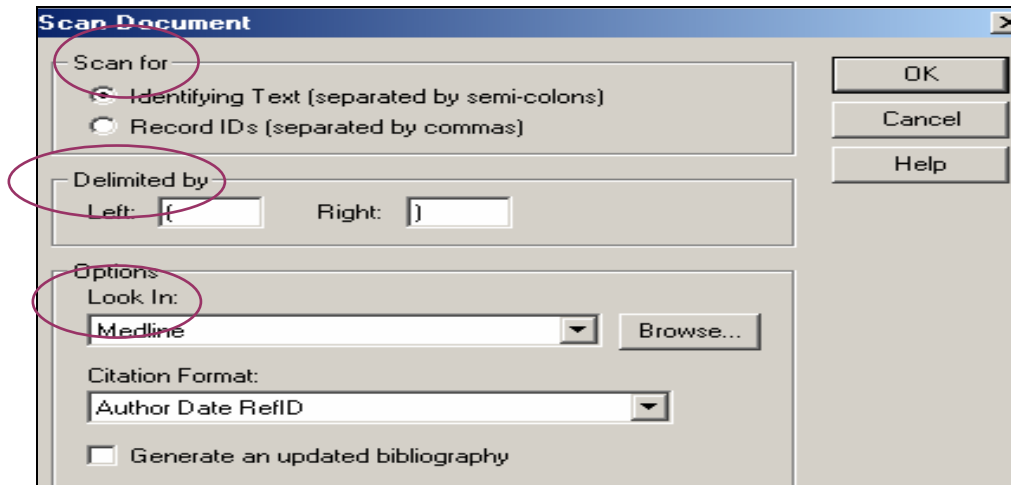 Scan Document
Scan for
Identifying Text (separated by semi-colons)
Record IDs (separated by commas)
OK
Cancel
Help
Delimited by
Left: ( Right: )
Options
Look In:
Medline Browse...
Citation Format:
Author Date RefID
Generate an updated bibliography